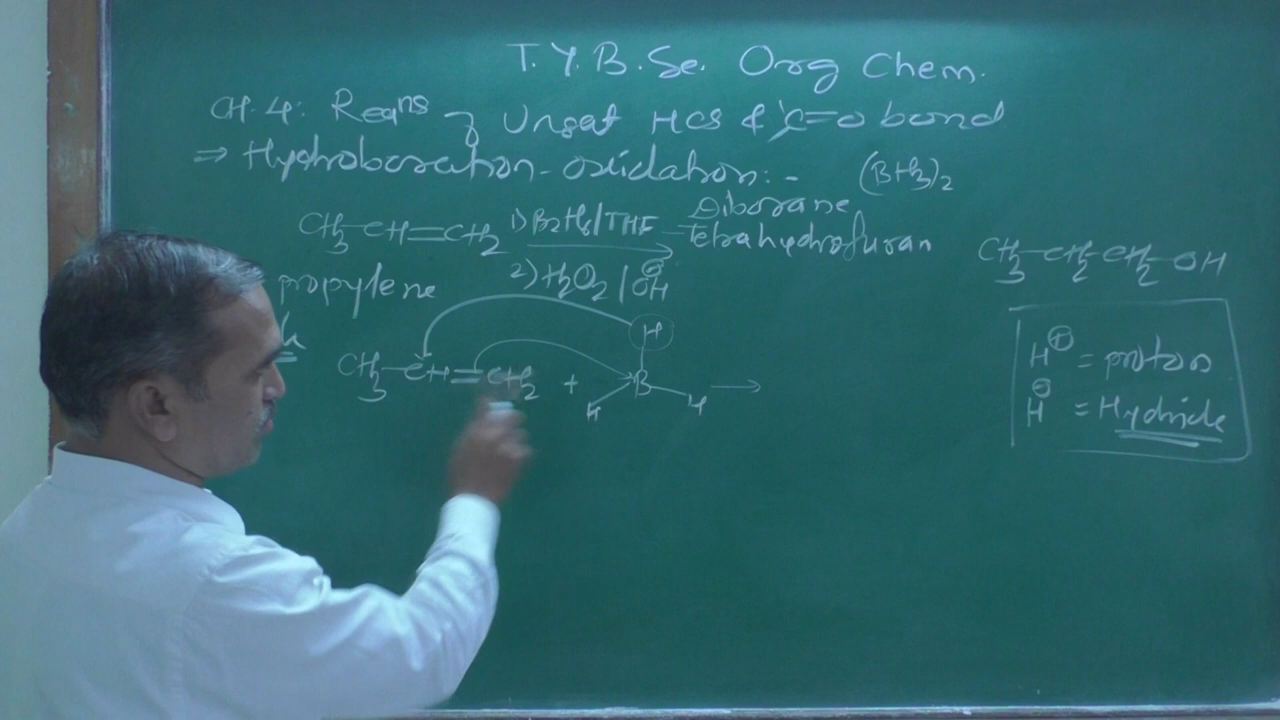 T.Y.B.Sc. Org Chem.
CH.4: Reaⁿs of Unsat HCs & C=O bond
⇒ Hydroboration-oxidation:- (BH₃)₂
CH₃-CH=CH₂ 1) B₂H₆/THF - Diborane
Tetrahydrofuran
propylene 2) H₂O₂/OH⊖
CH₃-CH₂-CH₂-OH
CH₃-CH=CH₂ + H B H H →
H⊕ = proton
H⊖ = Hydride